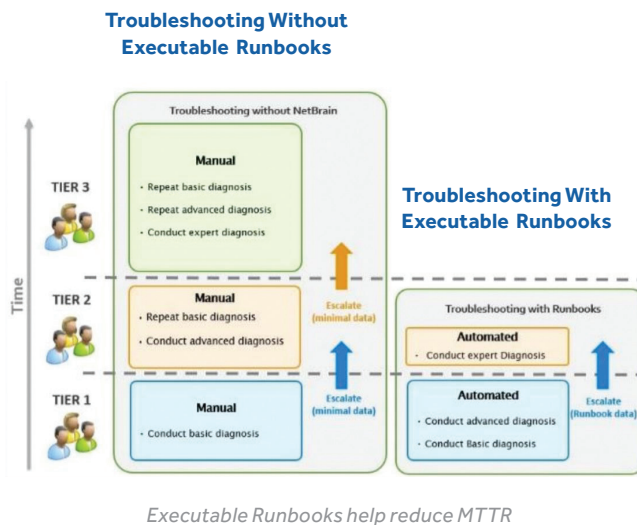 Troubleshooting Without
Executable Runbooks
Troubleshooting without NetBrain
Time
TIER 3
Manual
• Repeat basic diagnosis
• Repeat advanced diagnosis
• Conduct expert diagnosis
Troubleshooting With
Executable Runbooks
TIER 2
Manual
• Repeat basic diagnosis
• Conduct advanced diagnosis
Escalate
(minimal data)
Troubleshooting with Runbooks
Automated
• Conduct expert Diagnosis
TIER 1
Manual
• Conduct basic diagnosis
Escalate
(minimal data)
Automated
• Conduct advanced diagnosis
• Conduct Basic diagnosis
Escalate
(Runbook data)
Executable Runbooks help reduce MTTR